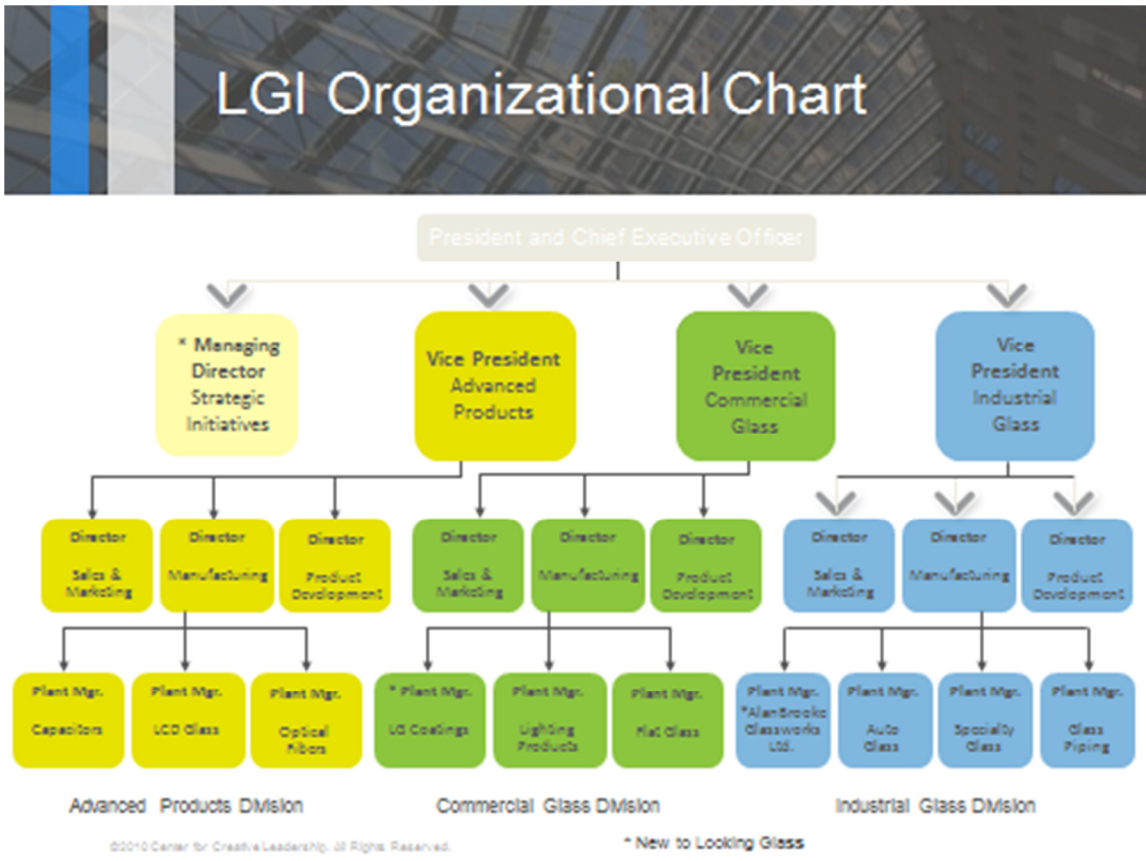 LGI Organizational Chart
President and Chief Executive Officer
* Managing
Director
Strategic
Initiatives
Vice President
Advanced
Products
Vice
President
Commercial
Glass
Vice
President
Industrial
Glass
Director
Sales &
Marketing
Director
Manufacturing
Director
Product
Development
Director
Sales &
Marketing
Director
Manufacturing
Director
Product
Development
Director
Sales &
Marketing
Director
Manufacturing
Director
Product
Development
Plant Mgr.
Capacitors
Plant Mgr.
LCD Glass
Plant Mgr.
Optical
Fibers
* Plant Mgr.
LG Coatings
Plant Mgr.
Lighting
Products
Plant Mgr.
Flat Glass
Plant Mgr.
*AlanBrooke
Glassworks
Ltd.
Plant Mgr.
Auto
Glass
Plant Mgr.
Specialty
Glass
Plant Mgr.
Glass
Piping
Advanced Products Division
Commercial Glass Division
Industrial Glass Division
©2010 Center for Creative Leadership. All Rights Reserved.
* New to Looking Glass